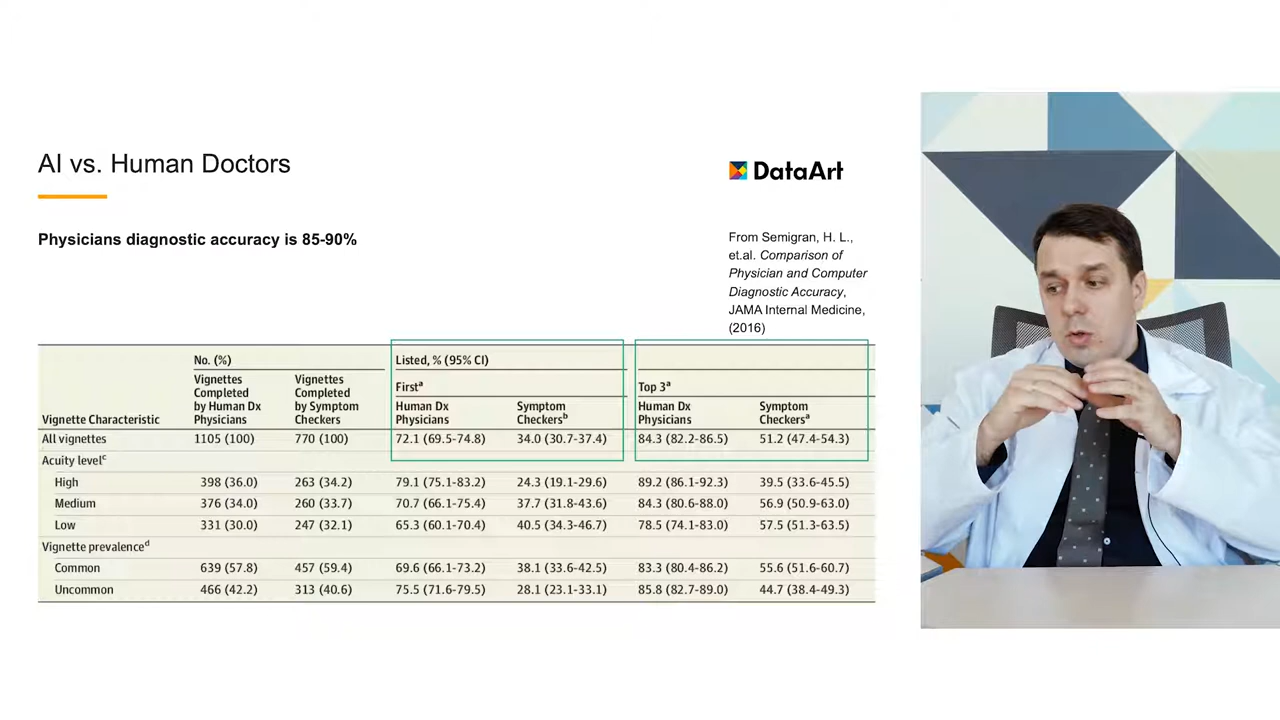 AI vs. Human Doctors
DataArt
Physicians diagnostic accuracy is 85-90%
From Semigran, H. L.,
et.al. Comparison of
Physician and Computer
Diagnostic Accuracy,
JAMA Internal Medicine,
(2016)
No. (%) Listed, % (95% CI)
Vignette Characteristic
Vignettes
Completed
by Human Dx
Physicians
Vignettes
Completed
by Symptom
Checkers
Firstᵃ
Human Dx
Physicians
Symptom
Checkersᵇ
Top 3ᵃ
Human Dx
Physicians
Symptom
Checkersᵃ
All vignettes 1105 (100) 770 (100) 72.1 (69.5-74.8) 34.0 (30.7-37.4) 84.3 (82.2-86.5) 51.2 (47.4-54.3)
Acuity levelᶜ
High 398 (36.0) 263 (34.2) 79.1 (75.1-83.2) 24.3 (19.1-29.6) 89.2 (86.1-92.3) 39.5 (33.6-45.5)
Medium 376 (34.0) 260 (33.7) 70.7 (66.1-75.4) 37.7 (31.8-43.6) 84.3 (80.6-88.0) 56.9 (50.9-63.0)
Low 331 (30.0) 247 (32.1) 65.3 (60.1-70.4) 40.5 (34.3-46.7) 78.5 (74.1-83.0) 57.5 (51.3-63.5)
Vignette prevalenceᵈ
Common 639 (57.8) 457 (59.4) 69.6 (66.1-73.2) 38.1 (33.6-42.5) 83.3 (80.4-86.2) 55.6 (51.6-60.7)
Uncommon 466 (42.2) 313 (40.6) 75.5 (71.6-79.5) 28.1 (23.1-33.1) 85.8 (82.7-89.0) 44.7 (38.4-49.3)